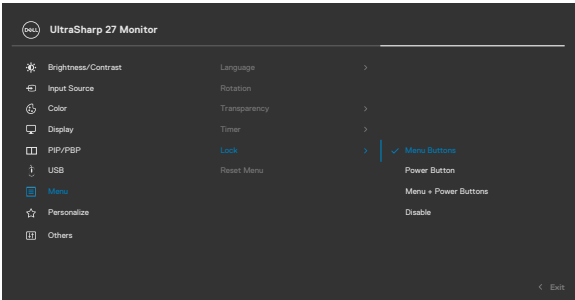 DELL UltraSharp 27 Monitor
Brightness/Contrast Language >
Input Source Rotation
Color Transparency >
Display Timer >
PIP/PBP Lock > ✓ Menu Buttons
USB Reset Menu Power Button
Menu Menu + Power Buttons
Personalize Disable
Others
< Exit